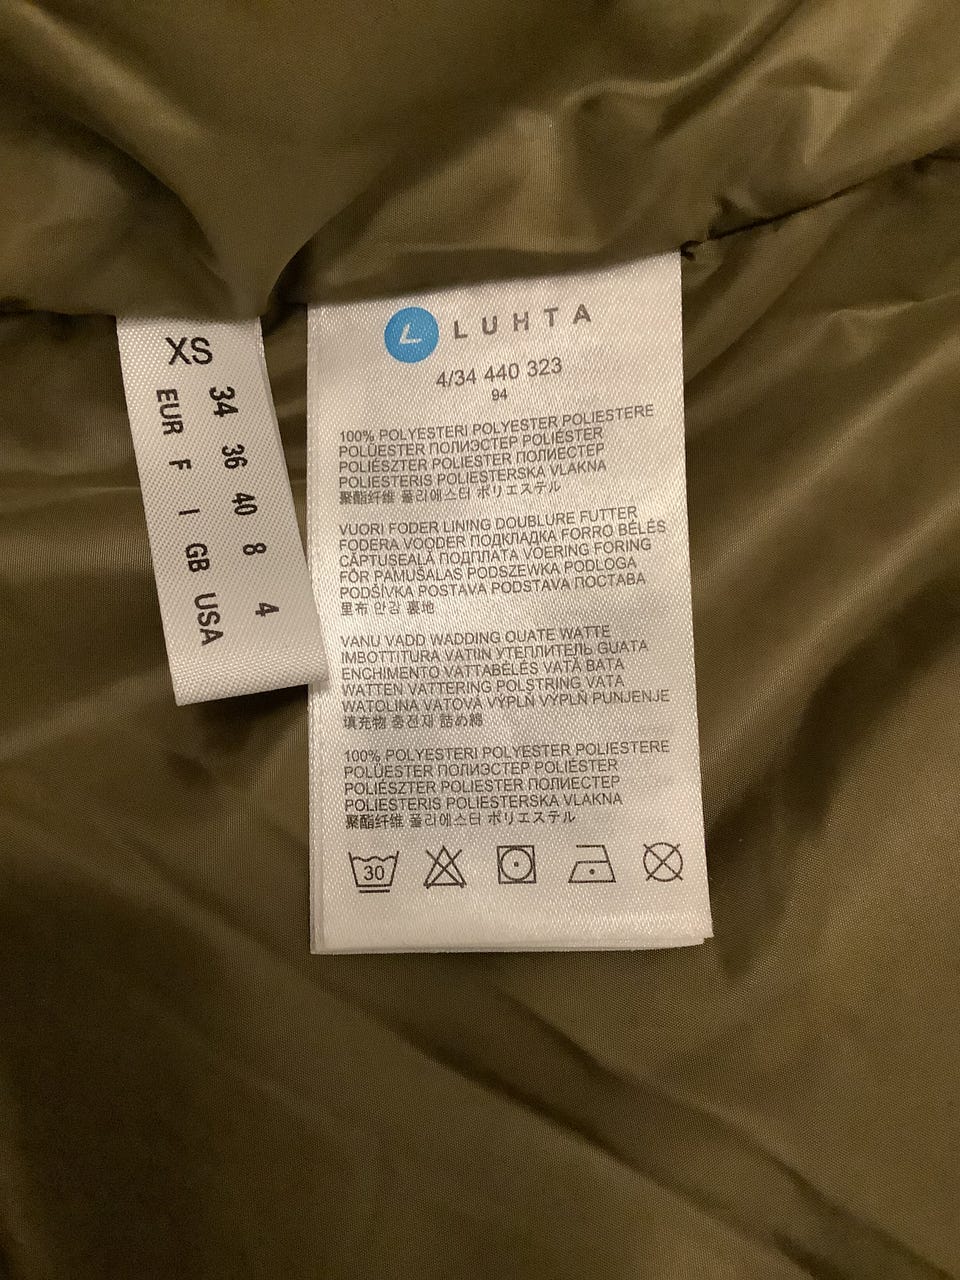 XS
EUR 34
F 36
I 40
GB 8
USA 4
LUHTA
4/34 440 323
94
100% POLYESTERI POLYESTER POLIESTERE
POLÜESTER ПОЛИЭСТЕР POLIÉSTER
POLIÉSZTER POLIESTER ПОЛИЕСТЕР
POLIESTERIS POLIESTERSKA VLAKNA
聚酯纤维 폴리에스터 ポリエステル
VUORI FODER LINING DOUBLURE FUTTER
FODERA VOODER ПОДКЛАДКА FORRO BÉLÉS
CĂPTUSEALĂ ПОДПЛАТА VOERING FORING
FÔR PAMUŠALAS PODSZEWKA PODLOGA
PODŠÍVKA POSTAVA PODSTAVA ПОСТАВА
里布 안감 裏地
VANU VADD WADDING OUATE WATTE
IMBOTTITURA VATIIN УТЕПЛИТЕЛЬ GUATA
ENCHIMENTO VATTABÉLÉS VATĂ ВАТА
WATTEN VATTERING POLSTRING VATA
WATOLINA VATOVÁ VÝPLŇ VÝPLŇ PUNJENJE
填充物 충전재 詰め綿
100% POLYESTERI POLYESTER POLIESTERE
POLÜESTER ПОЛИЭСТЕР POLIÉSTER
POLIÉSZTER POLIESTER ПОЛИЕСТЕР
POLIESTERIS POLIESTERSKA VLAKNA
聚酯纤维 폴리에스터 ポリエステル
30